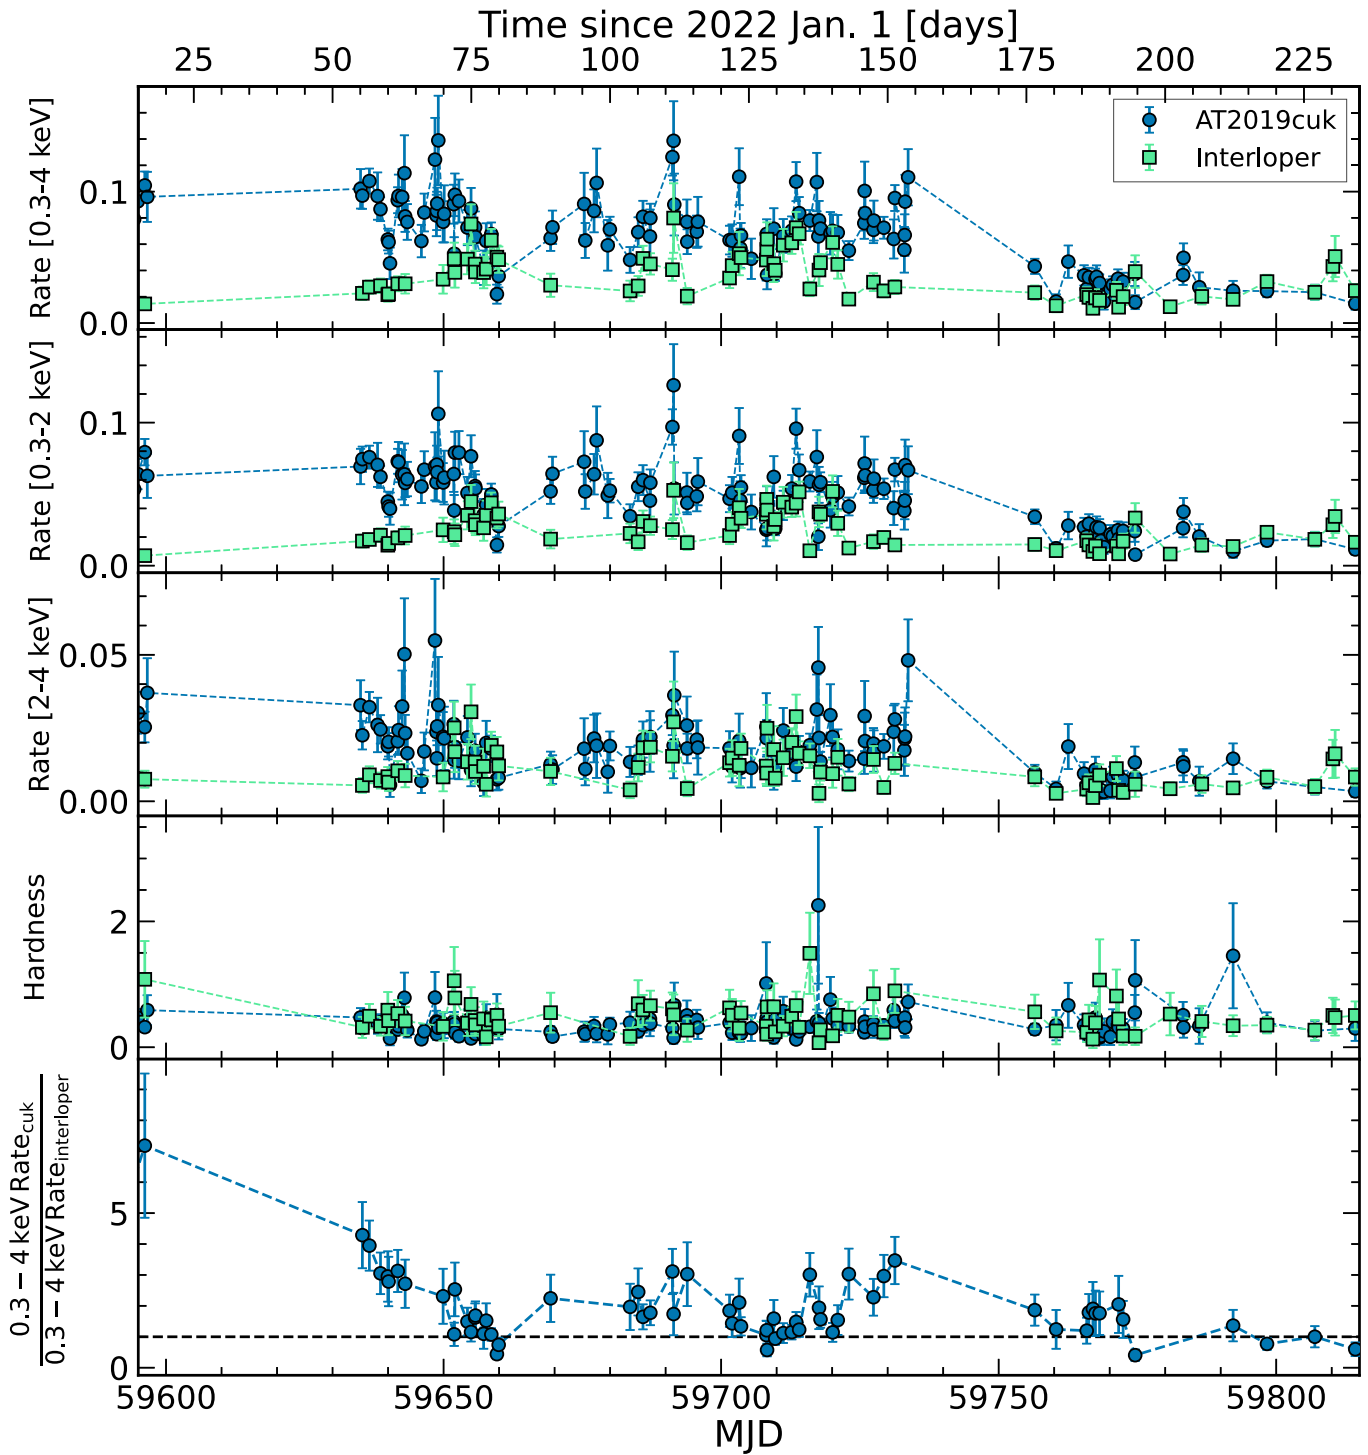 Time since 2022 Jan. 1 [days]
25 50 75 100 125 150 175 200 225
Rate [0.3-4 keV]
0.1
0.0
AT2019cuk
Interloper
Rate [0.3-2 keV]
0.1
0.0
Rate [2-4 keV]
0.05
0.00
Hardness
2
0
0.3 − 4 keV Rate_cuk
0.3 − 4 keV Rate_interloper
5
0
59600 59650 59700 59750 59800
MJD